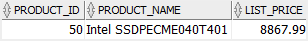 PRODUCT_ID PRODUCT_NAME LIST_PRICE
50 Intel SSDPECME040T401 8867.99